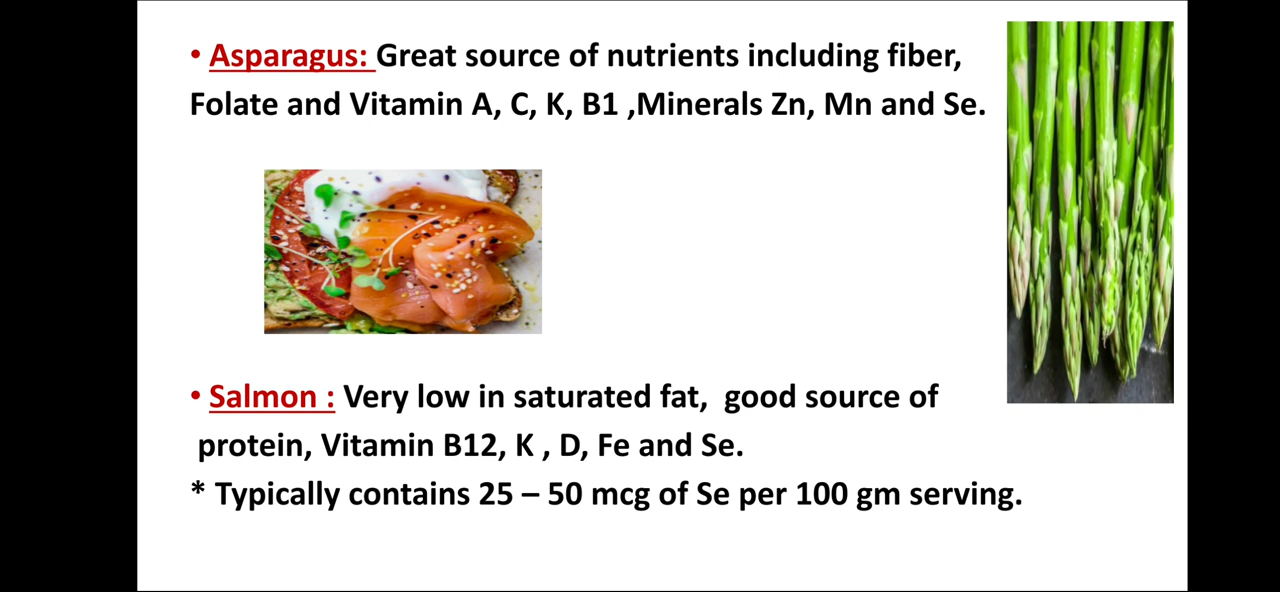 • Asparagus: Great source of nutrients including fiber,
Folate and Vitamin A, C, K, B1 ,Minerals Zn, Mn and Se.
• Salmon : Very low in saturated fat,  good source of
protein, Vitamin B12, K , D, Fe and Se.
* Typically contains 25 – 50 mcg of Se per 100 gm serving.